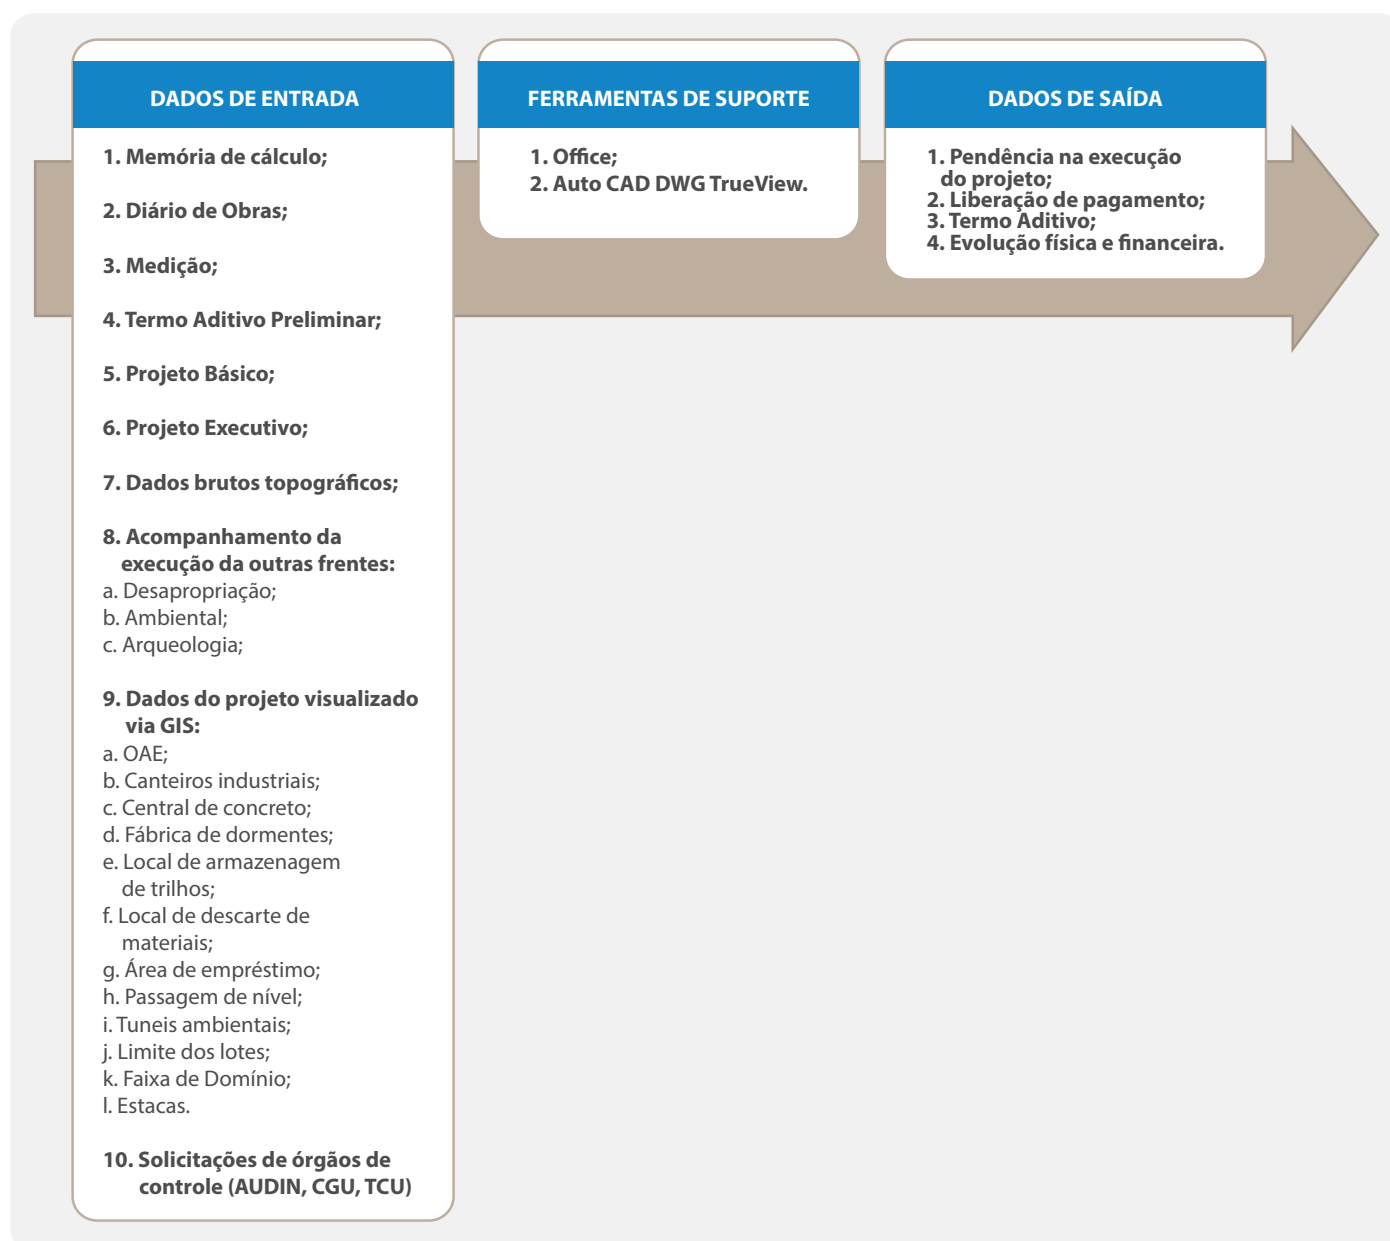 DADOS DE ENTRADA
1. Memória de cálculo;
2. Diário de Obras;
3. Medição;
4. Termo Aditivo Preliminar;
5. Projeto Básico;
6. Projeto Executivo;
7. Dados brutos topográficos;
8. Acompanhamento da
execução da outras frentes:
a. Desapropriação;
b. Ambiental;
c. Arqueologia;
9. Dados do projeto visualizado
via GIS:
a. OAE;
b. Canteiros industriais;
c. Central de concreto;
d. Fábrica de dormentes;
e. Local de armazenagem
de trilhos;
f. Local de descarte de
materiais;
g. Área de empréstimo;
h. Passagem de nível;
i. Tuneis ambientais;
j. Limite dos lotes;
k. Faixa de Domínio;
l. Estacas.
10. Solicitações de órgãos de
controle (AUDIN, CGU, TCU)
FERRAMENTAS DE SUPORTE
1. Office;
2. Auto CAD DWG TrueView.
DADOS DE SAÍDA
1. Pendência na execução
do projeto;
2. Liberação de pagamento;
3. Termo Aditivo;
4. Evolução física e financeira.